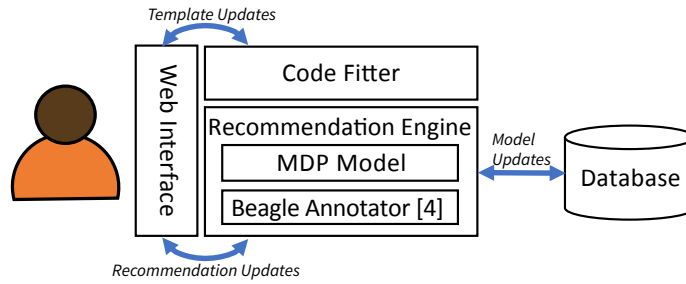 Template Updates
Web Interface
Code Fitter
Recommendation Engine
MDP Model
Beagle Annotator [4]
Model
Updates
Database
Recommendation Updates